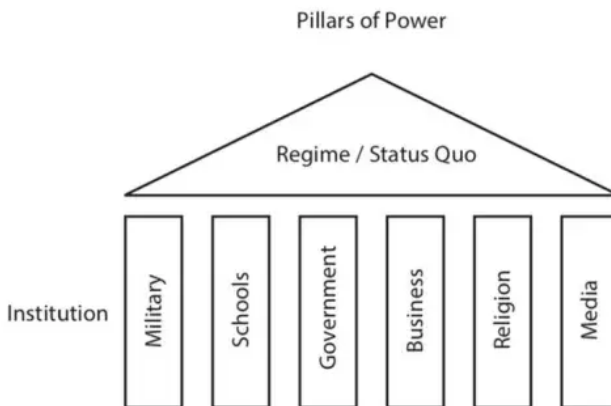 Pillars of Power
Regime / Status Quo
Institution
Military
Schools
Government
Business
Religion
Media